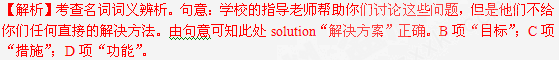 【解析】考查名词词义辨析。句意：学校的指导老师帮助你们讨论这些问题，但是他们不给
你们任何直接的解决方法。由句意可知此处 solution“解决方案”正确。B 项“目标”；C 项
“措施”；D 项“功能”。